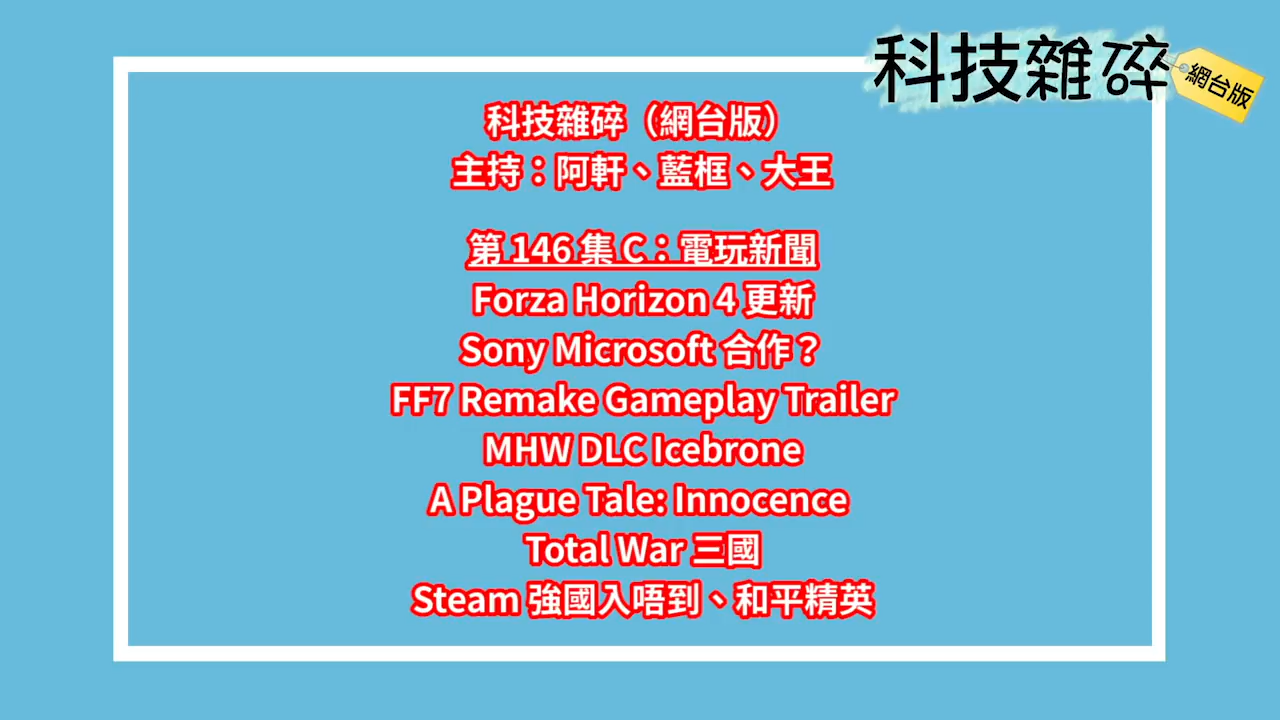 科技雜碎
網台版
科技雜碎（網台版）
主持：阿軒、藍框、大王
第 146 集 C：電玩新聞
Forza Horizon 4 更新
Sony Microsoft 合作？
FF7 Remake Gameplay Trailer
MHW DLC Icebrone
A Plague Tale: Innocence
Total War 三國
Steam 強國入唔到、和平精英